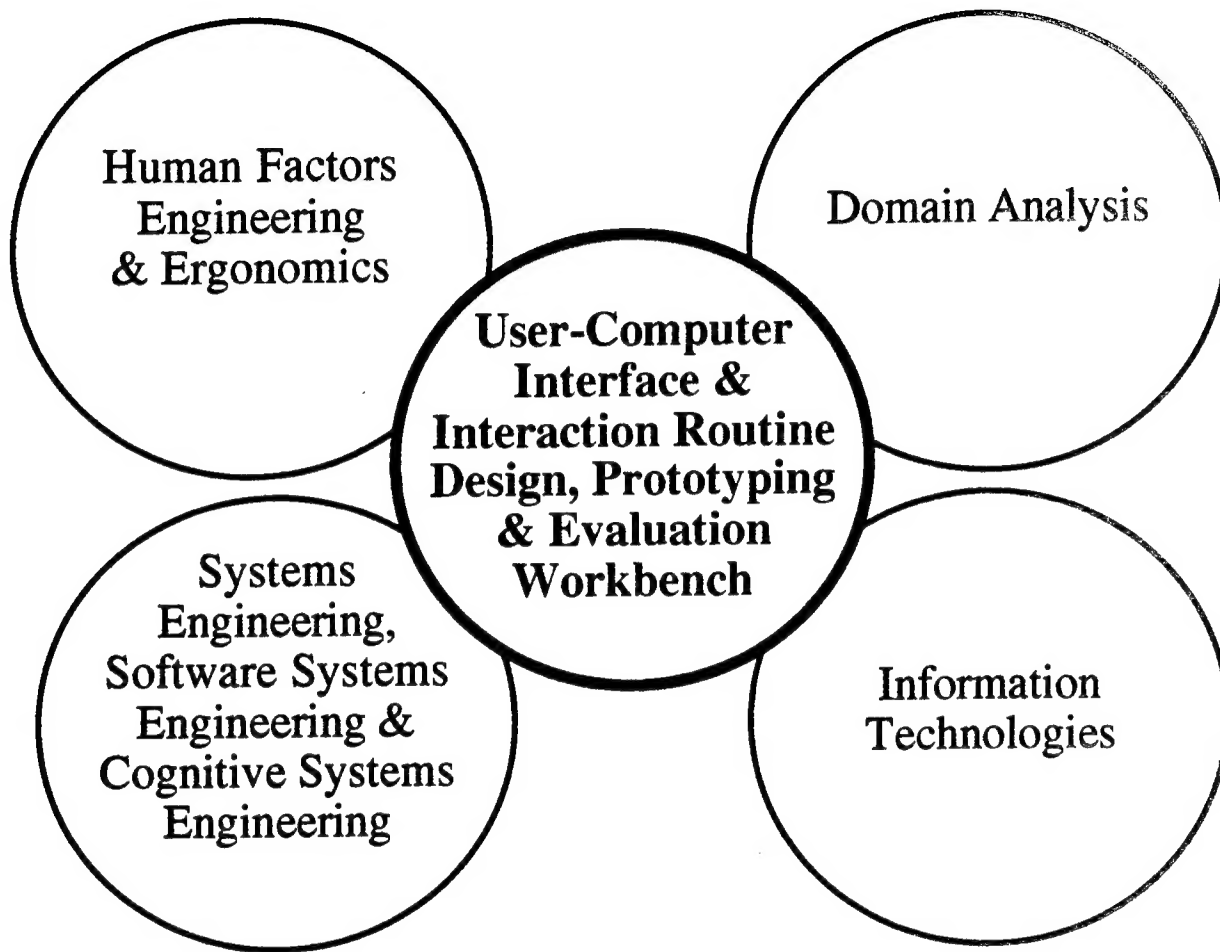 Human Factors
Engineering
& Ergonomics
Domain Analysis
User-Computer
Interface &
Interaction Routine
Design, Prototyping
& Evaluation
Workbench
Systems
Engineering,
Software Systems
Engineering &
Cognitive Systems
Engineering
Information
Technologies